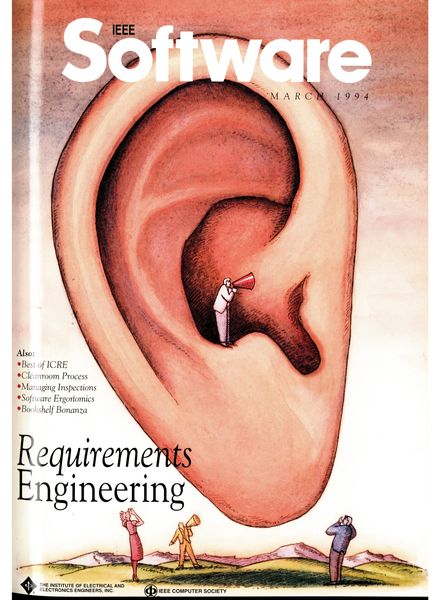 IEEE
Software
MARCH 1994
Also:
•Best of ICRE
•Cleanroom Process
•Managing Inspections
•Software Ergonomics
•Bookshelf Bonanza
Requirements
Engineering
THE INSTITUTE OF ELECTRICAL AND
ELECTRONICS ENGINEERS, INC.
IEEE COMPUTER SOCIETY